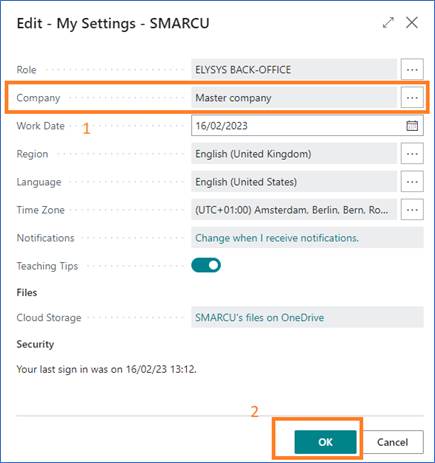 Edit - My Settings - SMARCU
Role ELYSYS BACK-OFFICE ...
Company Master company ...
Work Date 16/02/2023
1
Region English (United Kingdom) ...
Language English (United States) ...
Time Zone (UTC+01:00) Amsterdam, Berlin, Bern, Ro... ...
Notifications Change when I receive notifications.
Teaching Tips
Files
Cloud Storage SMARCU's files on OneDrive
Security
Your last sign in was on 16/02/23 13:12.
2
OK Cancel